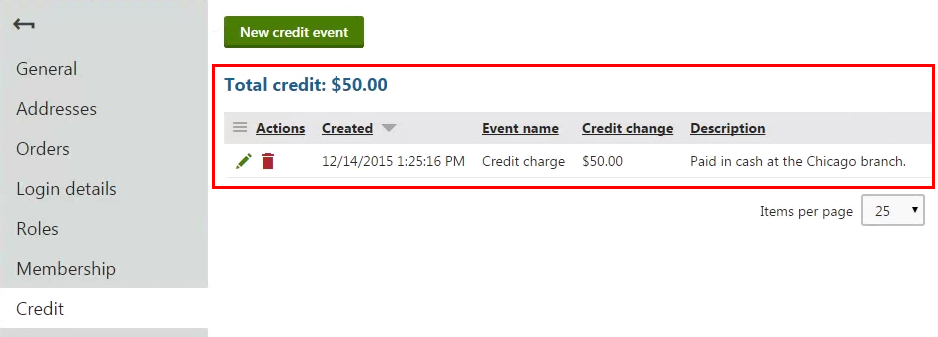 General
Addresses
Orders
Login details
Roles
Membership
Credit
New credit event
Total credit: $50.00
Actions Created Event name Credit change Description
12/14/2015 1:25:16 PM Credit charge $50.00 Paid in cash at the Chicago branch.
Items per page 25